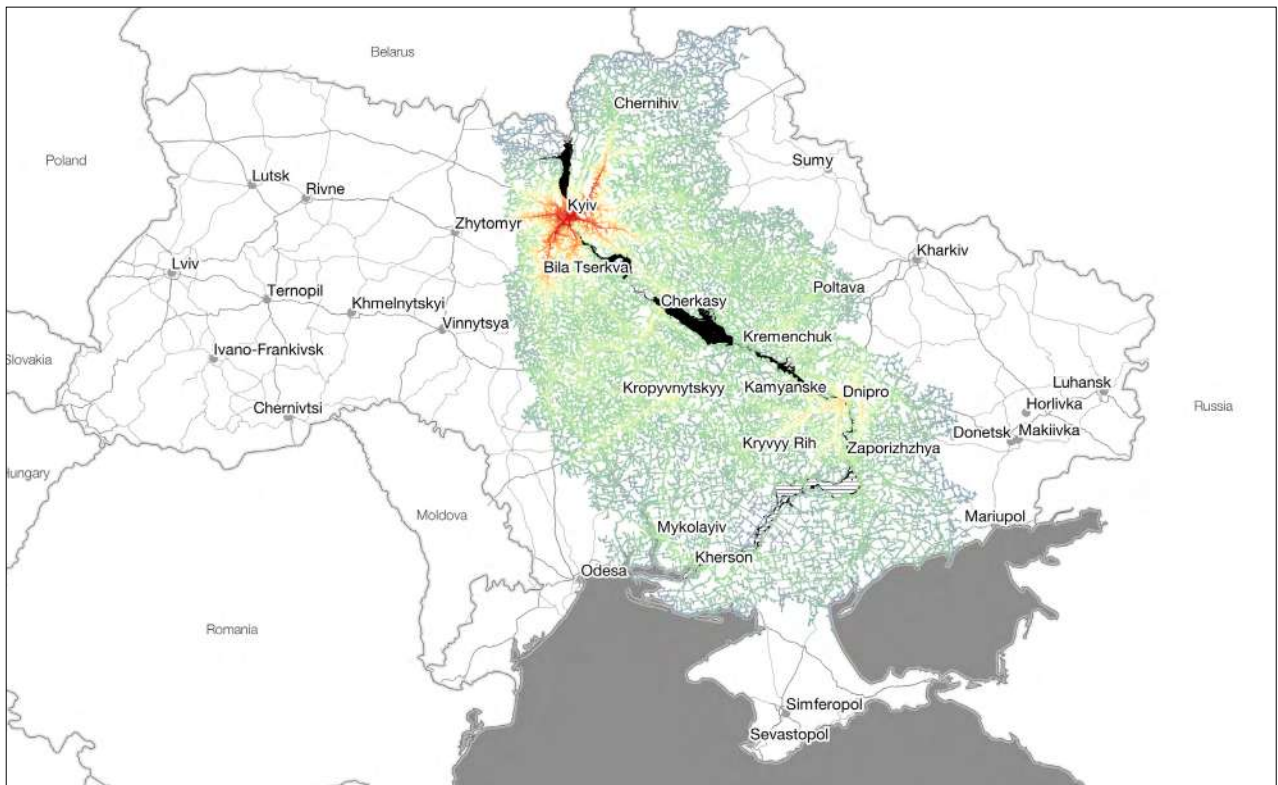 Belarus
Chernihiv
Poland
Sumy
Lutsk
Rivne
Kyiv
Zhytomyr
Kharkiv
Lviv
Bila Tserkva
Poltava
Ternopil
Cherkasy
Khmelnytskyi
Vinnytsya
Kremenchuk
Ivano-Frankivsk
Slovakia
Kropyvnytskyy
Kamyanske
Dnipro
Luhansk
Chernivtsi
Horlivka
Russia
Kryvyy Rih
Zaporizhzhya
Donetsk
Makiivka
Hungary
Moldova
Mykolayiv
Mariupol
Kherson
Odesa
Romania
Simferopol
Sevastopol